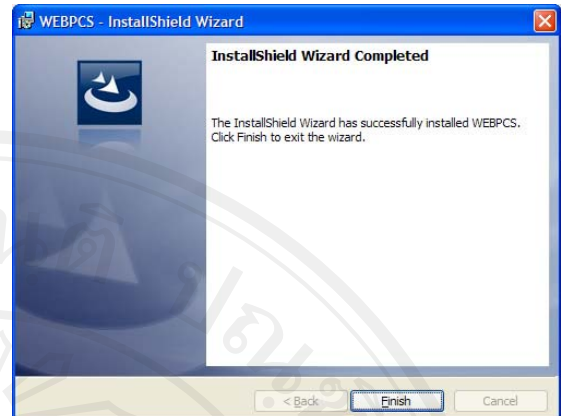 WEBPCS - InstallShield Wizard
InstallShield Wizard Completed
The InstallShield Wizard has successfully installed WEBPCS.
Click Finish to exit the wizard.
< Back
Finish
Cancel